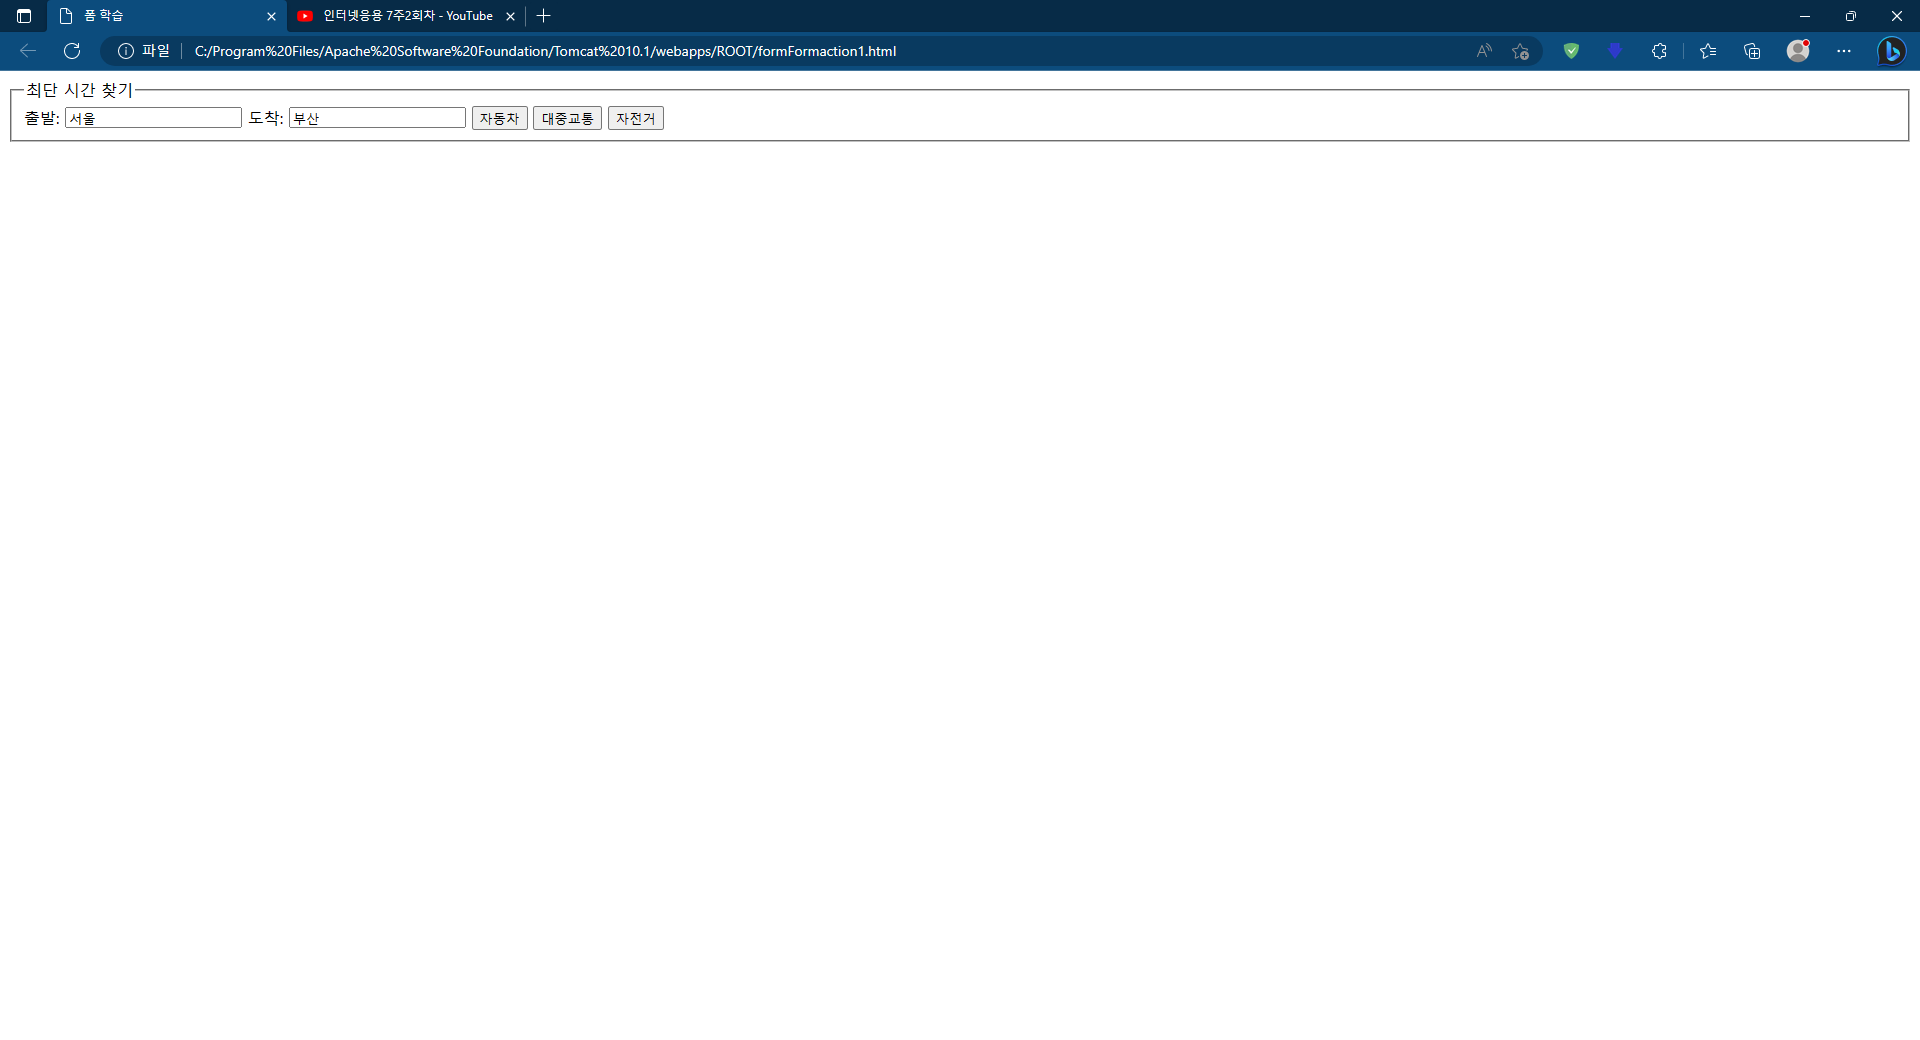 폼 학습
인터넷응용 7주2회차 - YouTube
파일
C:/Program%20Files/Apache%20Software%20Foundation/Tomcat%2010.1/webapps/ROOT/formFormaction1.html
최단 시간 찾기
출발: 서울 도착: 부산 자동차 대중교통 자전거